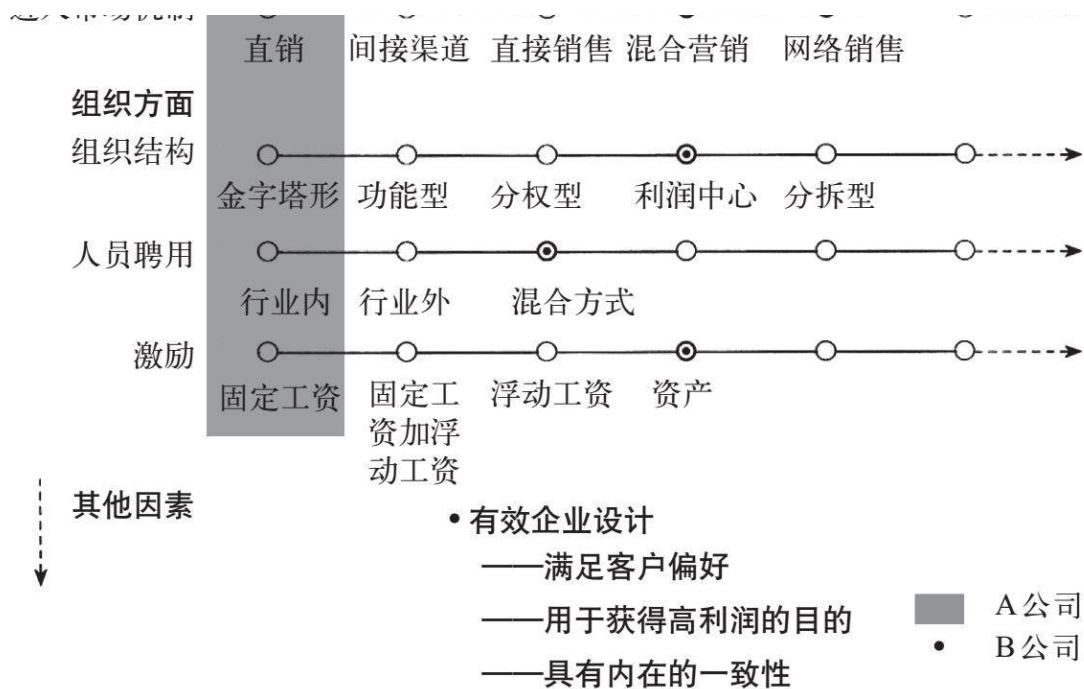 直销 间接渠道 直接销售 混合营销 网络销售
组织方面
组织结构
金字塔形 功能型 分权型 利润中心 分拆型
人员聘用
行业内 行业外 混合方式
激励
固定工资 固定工资加浮动工资 浮动工资 资产
其他因素
• 有效企业设计
——满足客户偏好
——用于获得高利润的目的
——具有内在的一致性
A公司
B公司